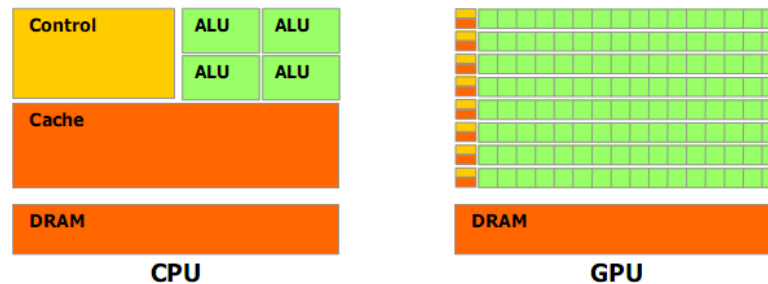 Control
ALU ALU
ALU ALU
Cache
DRAM
CPU
DRAM
GPU